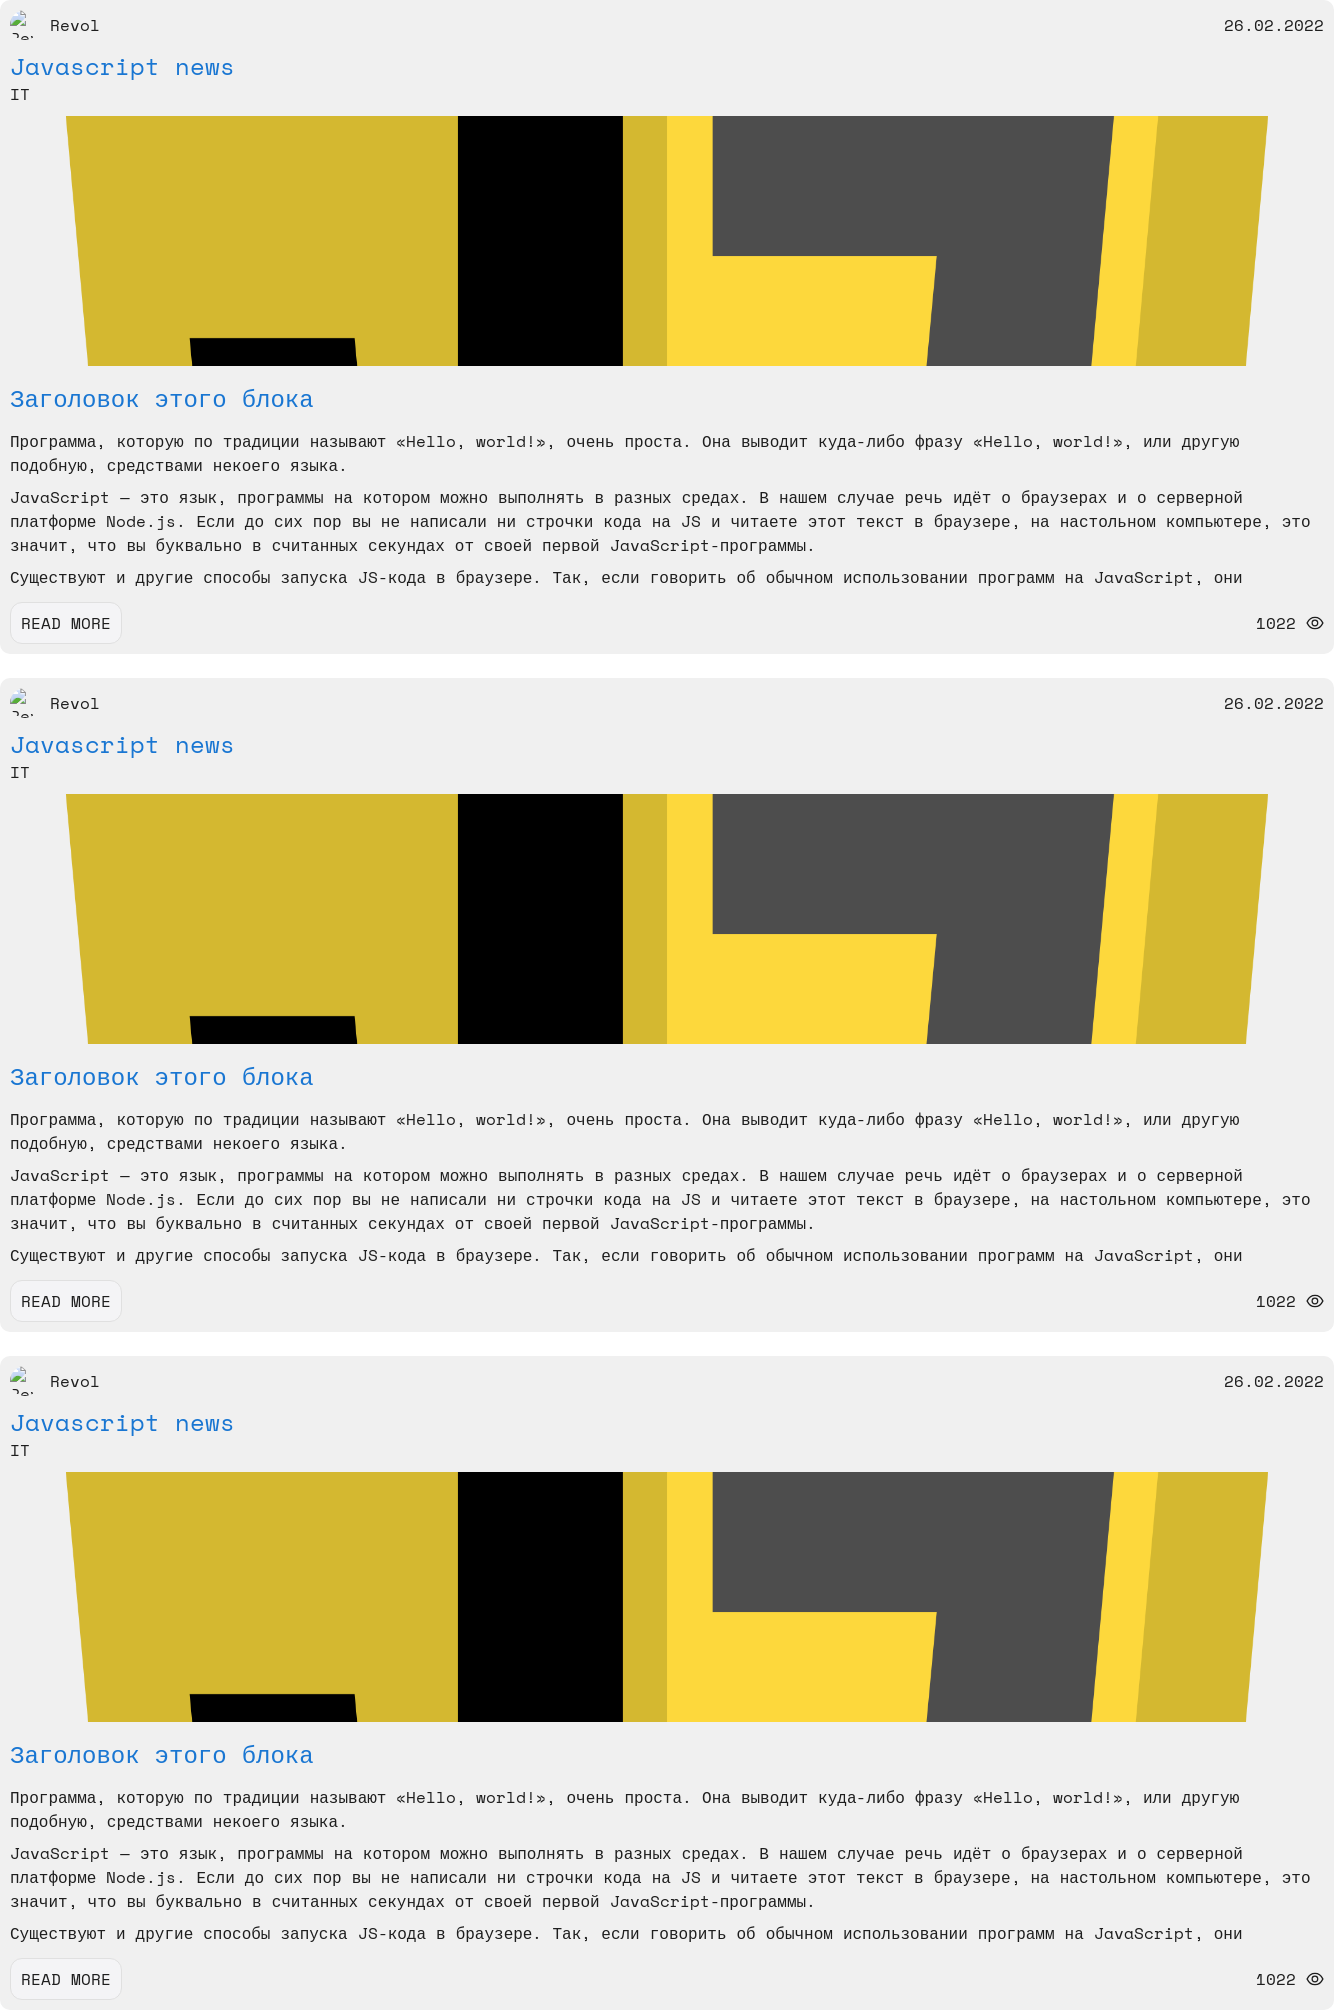 Revol
26.02.2022
Javascript news
IT
Заголовок этого блока
Программа, которую по традиции называют «Hello, world!», очень проста. Она выводит куда-либо фразу «Hello, world!», или другую
подобную, средствами некоего языка.
JavaScript — это язык, программы на котором можно выполнять в разных средах. В нашем случае речь идёт о браузерах и о серверной
платформе Node.js. Если до сих пор вы не написали ни строчки кода на JS и читаете этот текст в браузере, на настольном компьютере, это
значит, что вы буквально в считанных секундах от своей первой JavaScript-программы.
Существуют и другие способы запуска JS-кода в браузере. Так, если говорить об обычном использовании программ на JavaScript, они
READ MORE
1022
Revol
26.02.2022
Javascript news
IT
Заголовок этого блока
Программа, которую по традиции называют «Hello, world!», очень проста. Она выводит куда-либо фразу «Hello, world!», или другую
подобную, средствами некоего языка.
JavaScript — это язык, программы на котором можно выполнять в разных средах. В нашем случае речь идёт о браузерах и о серверной
платформе Node.js. Если до сих пор вы не написали ни строчки кода на JS и читаете этот текст в браузере, на настольном компьютере, это
значит, что вы буквально в считанных секундах от своей первой JavaScript-программы.
Существуют и другие способы запуска JS-кода в браузере. Так, если говорить об обычном использовании программ на JavaScript, они
READ MORE
1022
Revol
26.02.2022
Javascript news
IT
Заголовок этого блока
Программа, которую по традиции называют «Hello, world!», очень проста. Она выводит куда-либо фразу «Hello, world!», или другую
подобную, средствами некоего языка.
JavaScript — это язык, программы на котором можно выполнять в разных средах. В нашем случае речь идёт о браузерах и о серверной
платформе Node.js. Если до сих пор вы не написали ни строчки кода на JS и читаете этот текст в браузере, на настольном компьютере, это
значит, что вы буквально в считанных секундах от своей первой JavaScript-программы.
Существуют и другие способы запуска JS-кода в браузере. Так, если говорить об обычном использовании программ на JavaScript, они
READ MORE
1022